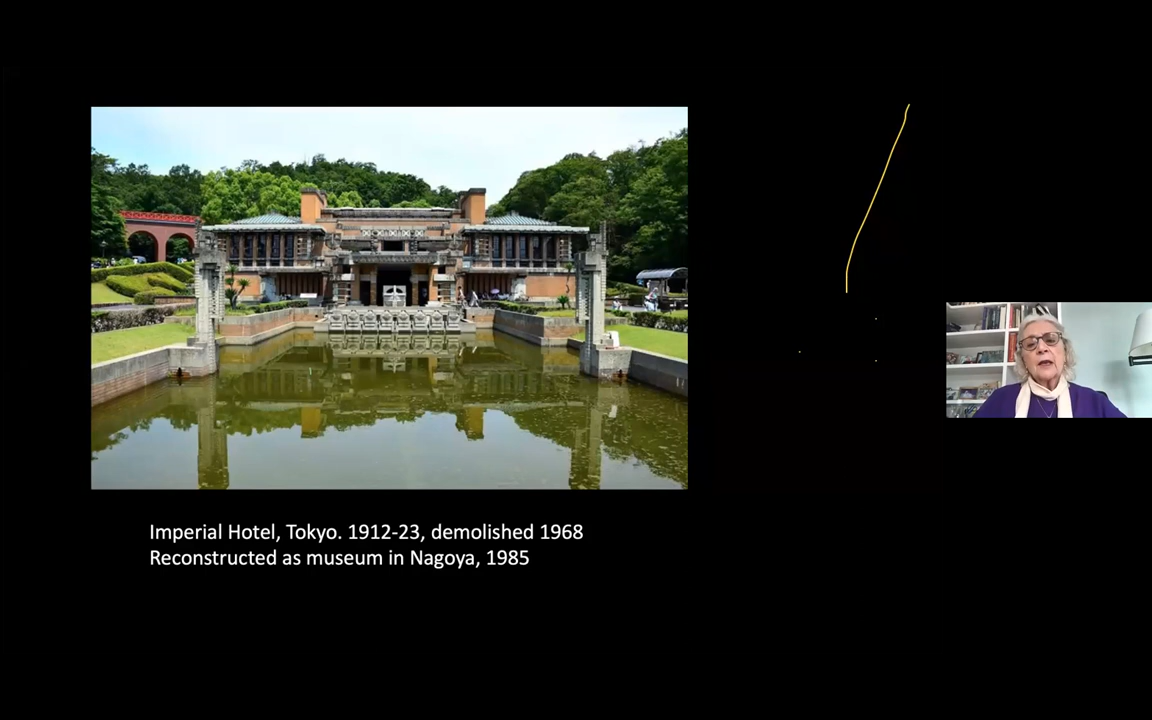 Imperial Hotel, Tokyo. 1912-23, demolished 1968
Reconstructed as museum in Nagoya, 1985